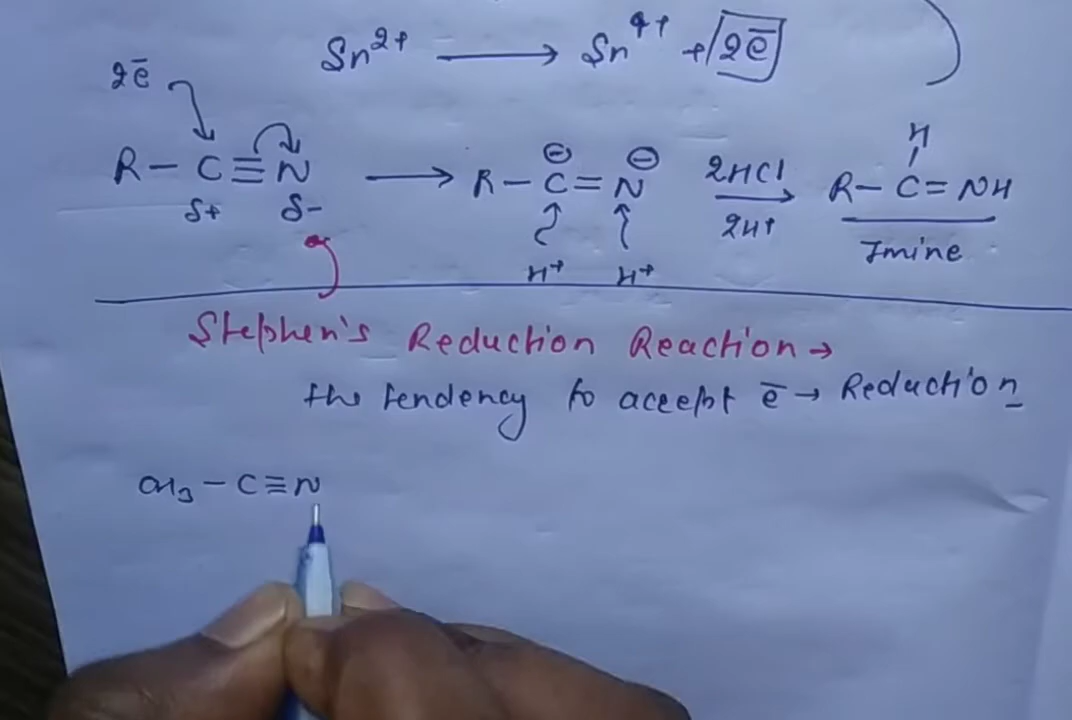 Sn²⁺ ⟶ Sn⁴⁺ + 2ē
2ē
R – C ≡ N ⟶ R – C = N 2HCl 2H⁺ R – C = NH
δ+ δ- ⊖ ⊖ H
H⁺ H⁺ Imine
Stephen's Reduction Reaction →
the tendency to accept ē → Reduction
CH₃ – C ≡ N